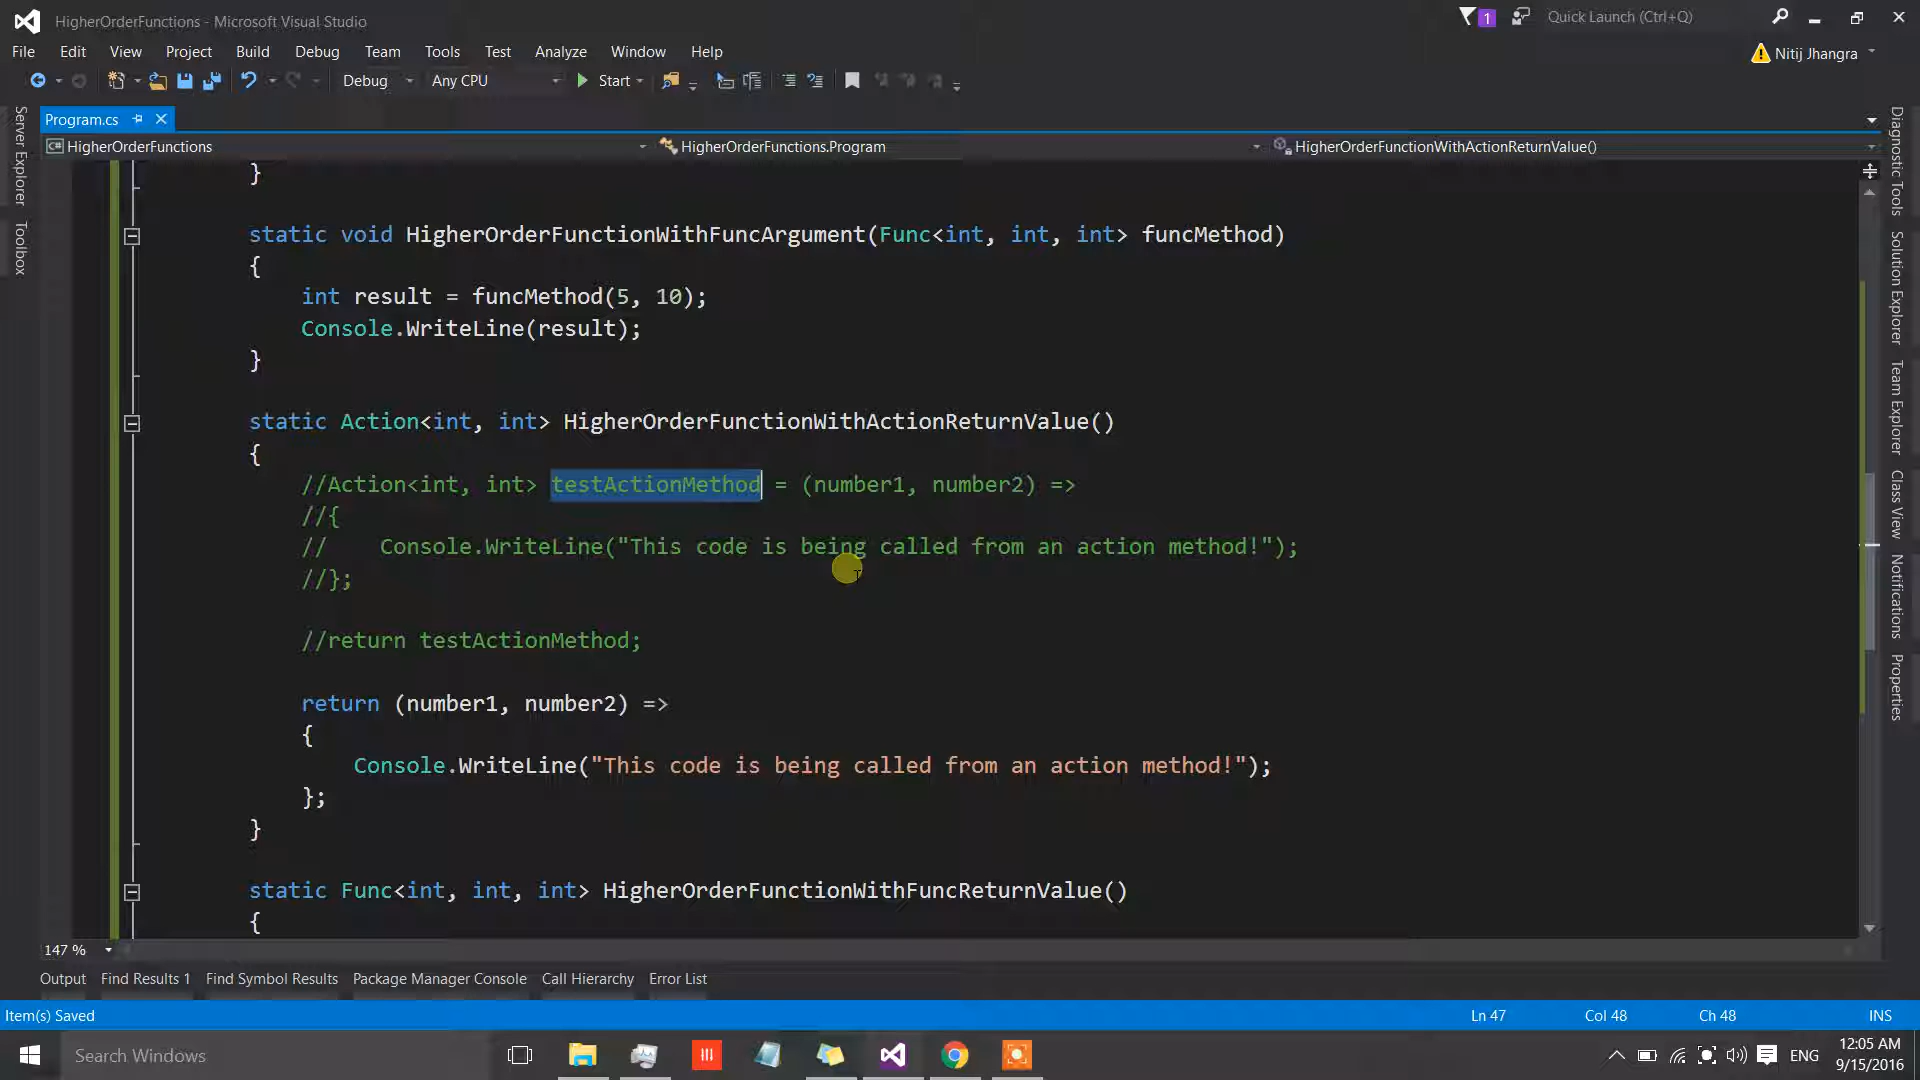 HigherOrderFunctions - Microsoft Visual Studio
1
Quick Launch (Ctrl+Q)
File Edit View Project Build Debug Team Tools Test Analyze Window Help
Nitij Jhangra
Debug Any CPU Start
Program.cs
HigherOrderFunctions HigherOrderFunctions.Program HigherOrderFunctionWithActionReturnValue()
Server Explorer
Toolbox
}
static void HigherOrderFunctionWithFuncArgument(Func<int, int, int> funcMethod)
{
int result = funcMethod(5, 10);
Console.WriteLine(result);
}
static Action<int, int> HigherOrderFunctionWithActionReturnValue()
{
//Action<int, int> testActionMethod = (number1, number2) =>
//{
//    Console.WriteLine("This code is being called from an action method!");
//};
//return testActionMethod;
return (number1, number2) =>
{
Console.WriteLine("This code is being called from an action method!");
};
}
static Func<int, int, int> HigherOrderFunctionWithFuncReturnValue()
{
Diagnostic Tools
Solution Explorer
Team Explorer
Class View
Notifications
Properties
147 %
Output Find Results 1 Find Symbol Results Package Manager Console Call Hierarchy Error List
Item(s) Saved Ln 47 Col 48 Ch 48 INS
Search Windows
ENG
12:05 AM
9/15/2016